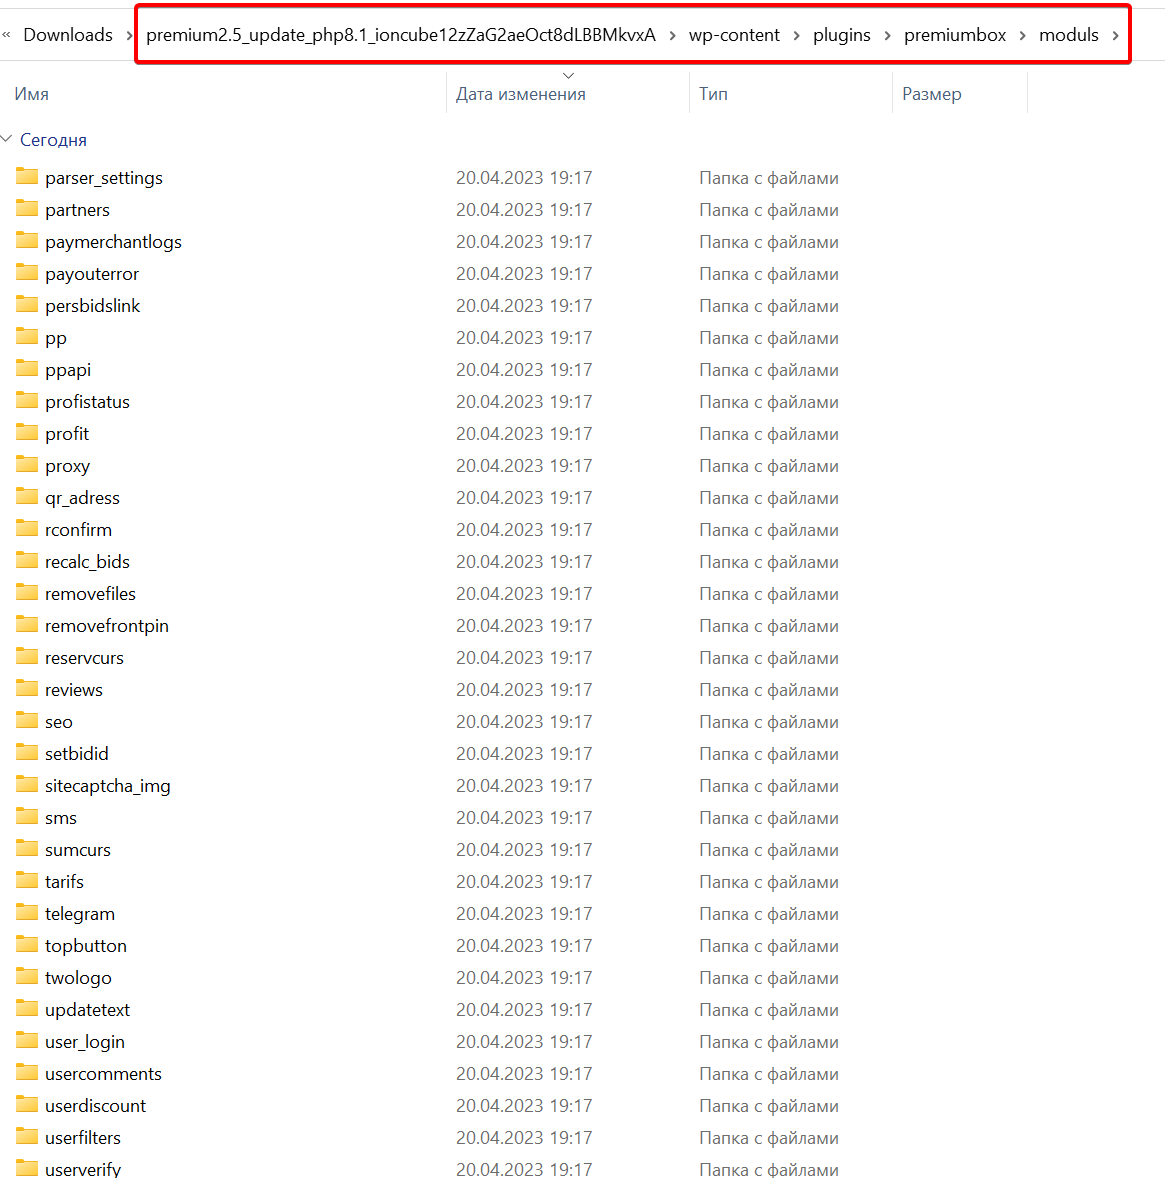 « Downloads > premium2.5_update_php8.1_ioncube12zZaG2aeOct8dLBBMkvxA > wp-content > plugins > premiumbox > moduls >
Имя Дата изменения Тип Размер
Сегодня
parser_settings 20.04.2023 19:17 Папка с файлами
partners 20.04.2023 19:17 Папка с файлами
paymerchantlogs 20.04.2023 19:17 Папка с файлами
payouterror 20.04.2023 19:17 Папка с файлами
persbidslink 20.04.2023 19:17 Папка с файлами
pp 20.04.2023 19:17 Папка с файлами
ppapi 20.04.2023 19:17 Папка с файлами
profistatus 20.04.2023 19:17 Папка с файлами
profit 20.04.2023 19:17 Папка с файлами
proxy 20.04.2023 19:17 Папка с файлами
qr_adress 20.04.2023 19:17 Папка с файлами
rconfirm 20.04.2023 19:17 Папка с файлами
recalc_bids 20.04.2023 19:17 Папка с файлами
removefiles 20.04.2023 19:17 Папка с файлами
removefrontpin 20.04.2023 19:17 Папка с файлами
reservcurs 20.04.2023 19:17 Папка с файлами
reviews 20.04.2023 19:17 Папка с файлами
seo 20.04.2023 19:17 Папка с файлами
setbidid 20.04.2023 19:17 Папка с файлами
sitecaptcha_img 20.04.2023 19:17 Папка с файлами
sms 20.04.2023 19:17 Папка с файлами
sumcurs 20.04.2023 19:17 Папка с файлами
tarifs 20.04.2023 19:17 Папка с файлами
telegram 20.04.2023 19:17 Папка с файлами
topbutton 20.04.2023 19:17 Папка с файлами
twologo 20.04.2023 19:17 Папка с файлами
updatetext 20.04.2023 19:17 Папка с файлами
user_login 20.04.2023 19:17 Папка с файлами
usercomments 20.04.2023 19:17 Папка с файлами
userdiscount 20.04.2023 19:17 Папка с файлами
userfilters 20.04.2023 19:17 Папка с файлами
userverify 20.04.2023 19:17 Папка с файлами